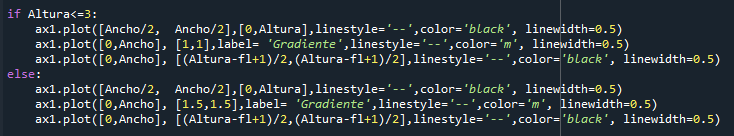 if Altura<=3:
    ax1.plot([Ancho/2,  Ancho/2],[0,Altura],linestyle='--',color='black', linewidth=0.5)
    ax1.plot([0,Ancho], [1,1],label= 'Gradiente',linestyle='--',color='m', linewidth=0.5)
    ax1.plot([0,Ancho], [(Altura-fl+1)/2,(Altura-fl+1)/2],linestyle='--',color='black', linewidth=0.5)
else:
    ax1.plot([Ancho/2,  Ancho/2],[0,Altura],linestyle='--',color='black', linewidth=0.5)
    ax1.plot([0,Ancho], [1.5,1.5],label= 'Gradiente',linestyle='--',color='m', linewidth=0.5)
    ax1.plot([0,Ancho], [(Altura-fl+1)/2,(Altura-fl+1)/2],linestyle='--',color='black', linewidth=0.5)